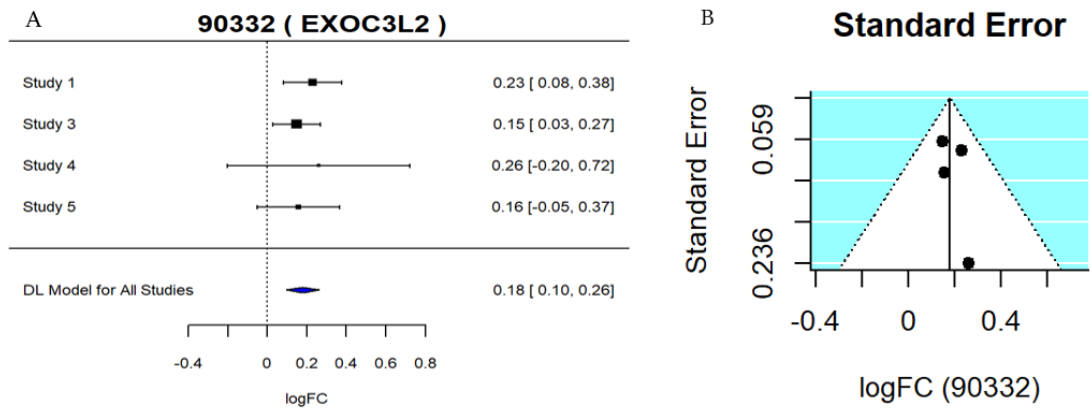 A
90332 ( EXOC3L2 )
Study 1 0.23 [ 0.08, 0.38]
Study 3 0.15 [ 0.03, 0.27]
Study 4 0.26 [-0.20, 0.72]
Study 5 0.16 [-0.05, 0.37]
DL Model for All Studies 0.18 [ 0.10, 0.26]
-0.4 0 0.2 0.4 0.6 0.8
logFC
B
Standard Error
Standard Error
0.059
0.236
-0.4 0 0.4
logFC (90332)